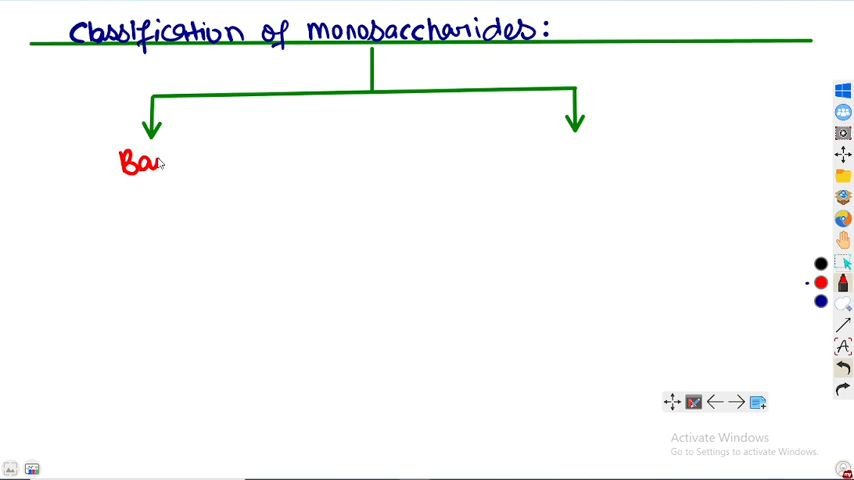 Classification of monosaccharides:
Ba
Activate Windows
Go to Settings to activate Windows.